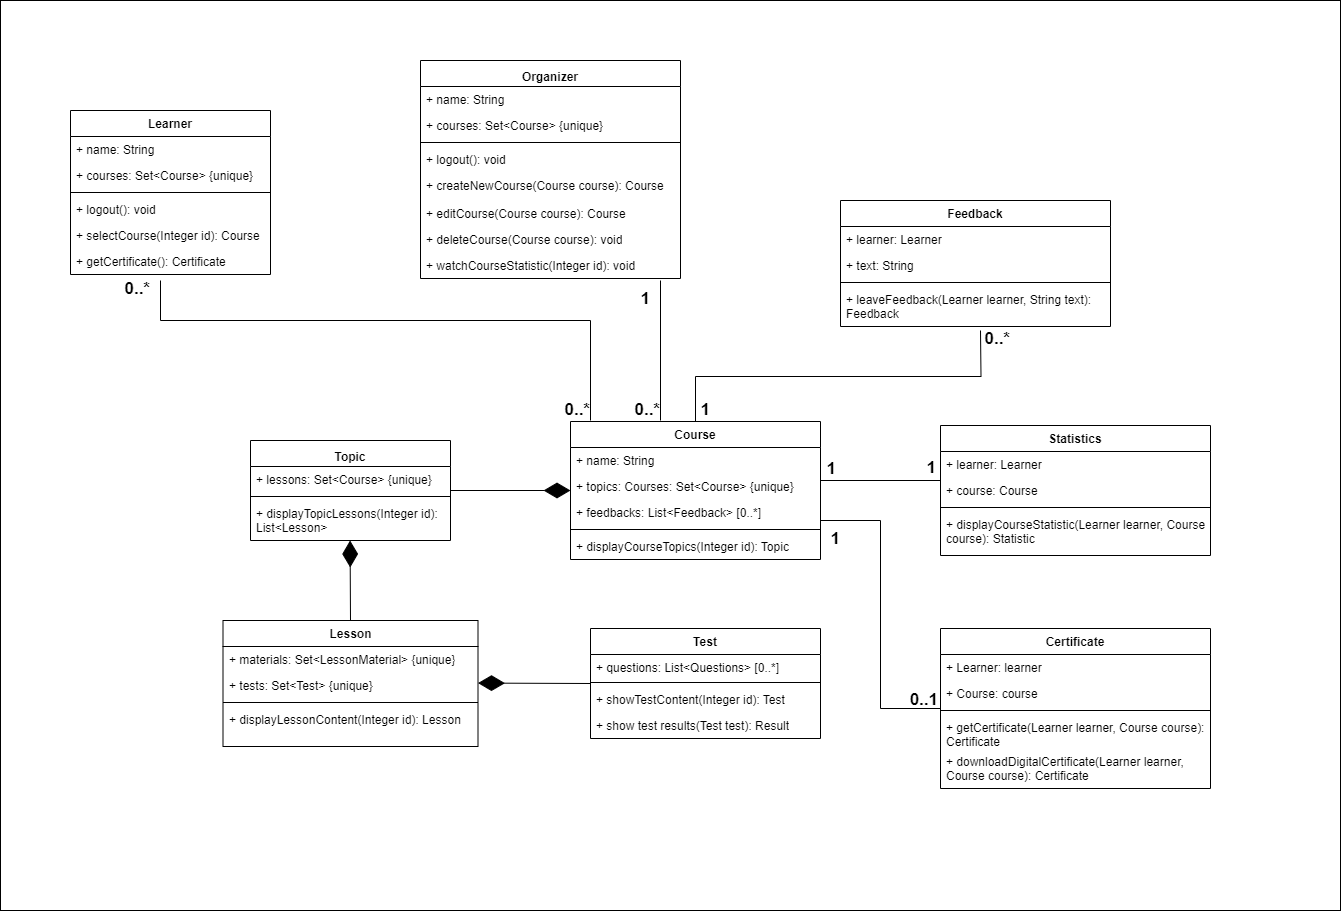 Organizer
+ name: String
+ courses: Set<Course> {unique}
+ logout(): void
+ createNewCourse(Course course): Course
+ editCourse(Course course): Course
+ deleteCourse(Course course): void
+ watchCourseStatistic(Integer id): void
Learner
+ name: String
+ courses: Set<Course> {unique}
+ logout(): void
+ selectCourse(Integer id): Course
+ getCertificate(): Certificate
Feedback
+ learner: Learner
+ text: String
+ leaveFeedback(Learner learner, String text):
Feedback
0..*
1
0..*
0..*
0..*
1
Course
+ name: String
+ topics: Courses: Set<Course> {unique}
+ feedbacks: List<Feedback> [0..*]
+ displayCourseTopics(Integer id): Topic
Topic
+ lessons: Set<Course> {unique}
+ displayTopicLessons(Integer id):
List<Lesson>
1
1
1
Statistics
+ learner: Learner
+ course: Course
+ displayCourseStatistic(Learner learner, Course
course): Statistic
Lesson
+ materials: Set<LessonMaterial> {unique}
+ tests: Set<Test> {unique}
+ displayLessonContent(Integer id): Lesson
Test
+ questions: List<Questions> [0..*]
+ showTestContent(Integer id): Test
+ show test results(Test test): Result
0..1
Certificate
+ Learner: learner
+ Course: course
+ getCertificate(Learner learner, Course course):
Certificate
+ downloadDigitalCertificate(Learner learner,
Course course): Certificate